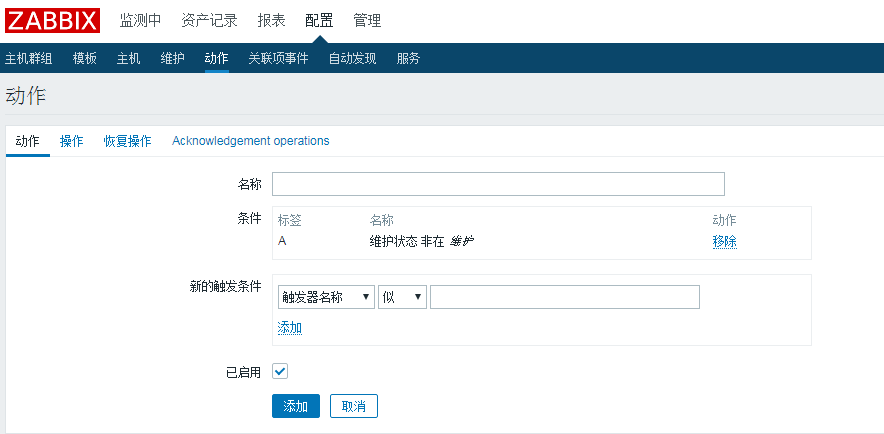 ZABBIX 监测中 资产记录 报表 配置 管理
主机群组 模板 主机 维护 动作 关联项事件 自动发现 服务
动作
动作 操作 恢复操作 Acknowledgement operations
名称
条件 标签 名称 动作
A 维护状态 非在 维护 移除
新的触发条件
触发器名称 似
添加
已启用
添加 取消